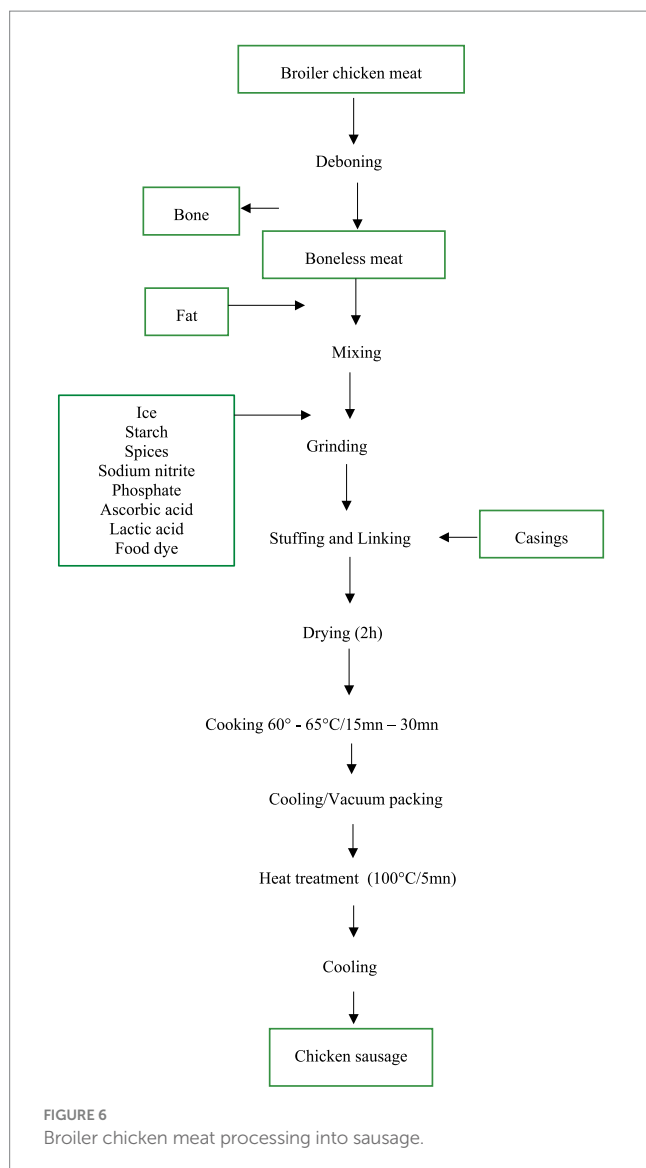 Broiler chicken meat
Deboning
Bone
Boneless meat
Fat
Mixing
Ice
Starch
Spices
Sodium nitrite
Phosphate
Ascorbic acid
Lactic acid
Food dye
Grinding
Stuffing and Linking
Casings
Drying (2h)
Cooking 60° - 65°C/15mn – 30mn
Cooling/Vacuum packing
Heat treatment (100°C/5mn)
Cooling
Chicken sausage
FIGURE 6
Broiler chicken meat processing into sausage.